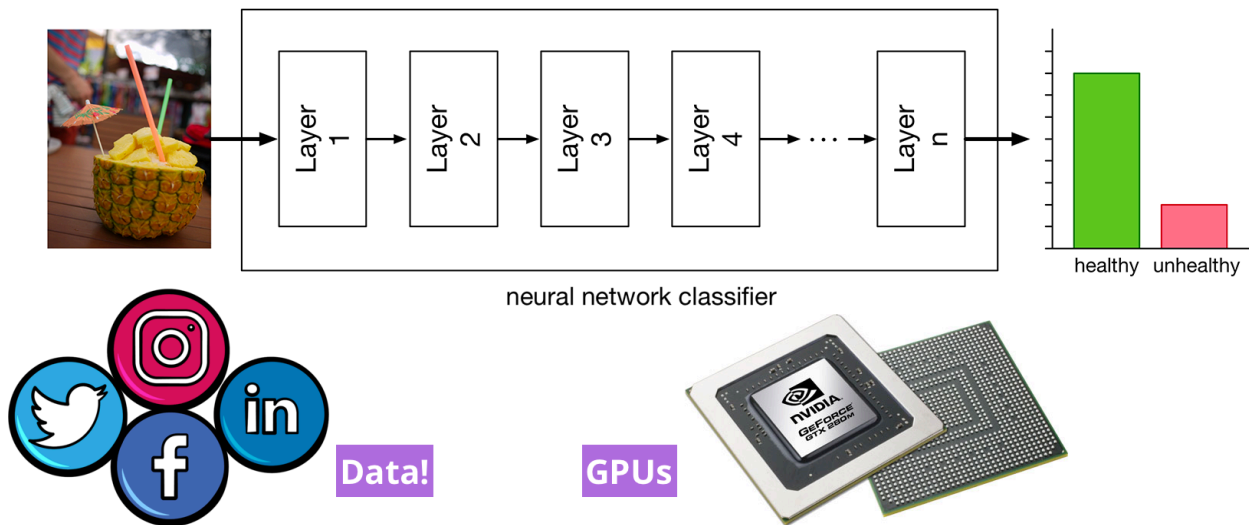 Layer 1
Layer 2
Layer 3
Layer 4
...
Layer n
healthy unhealthy
neural network classifier
in
f
Data!
GPUs
NVIDIA
GEFORCE
GTX 280M